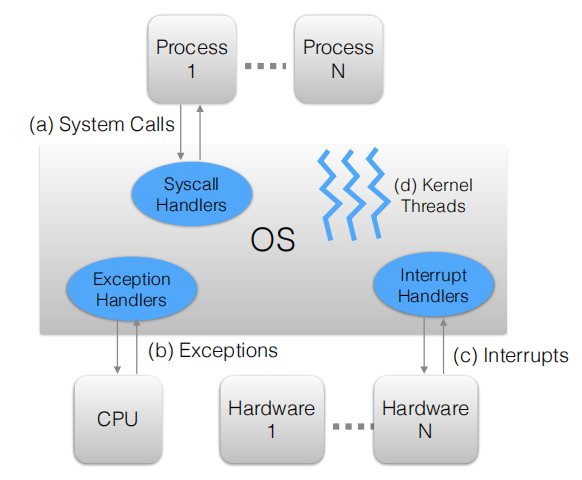 Process
1
Process
N
(a) System Calls
Syscall
Handlers
(d) Kernel
Threads
OS
Exception
Handlers
Interrupt
Handlers
(b) Exceptions
(c) Interrupts
CPU
Hardware
1
Hardware
N